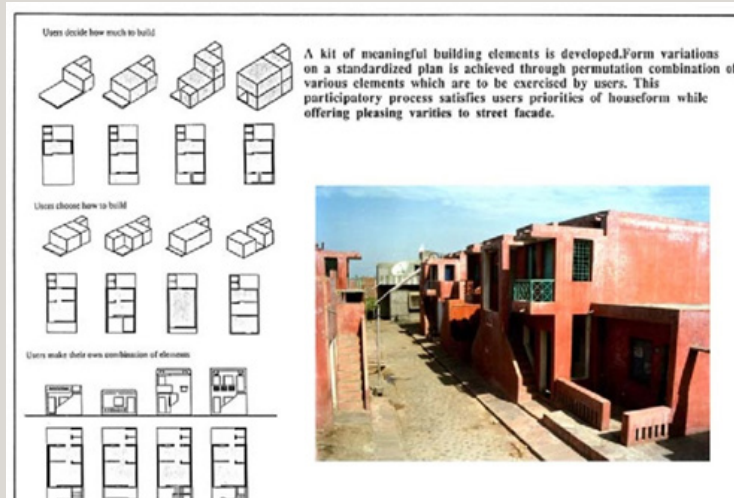 Users decide how much to build
A kit of meaningful building elements is developed.Form variations
on a standardized plan is achieved through permutation combination of
various elements which are to be exercised by users. This
participatory process satisfies users priorities of houseform while
offering pleasing varities to street facade.
Users choose how to build
Users make their own combination of elements